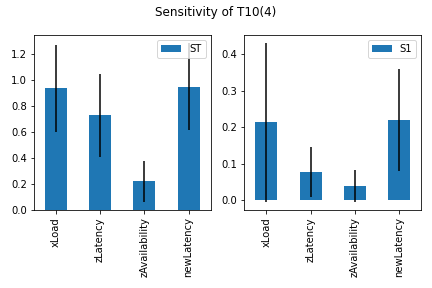 Sensitivity of T10(4)
ST
1.2
1.0
0.8
0.6
0.4
0.2
0.0
xLoad
zLatency
zAvailability
newLatency
S1
0.4
0.3
0.2
0.1
0.0
xLoad
zLatency
zAvailability
newLatency